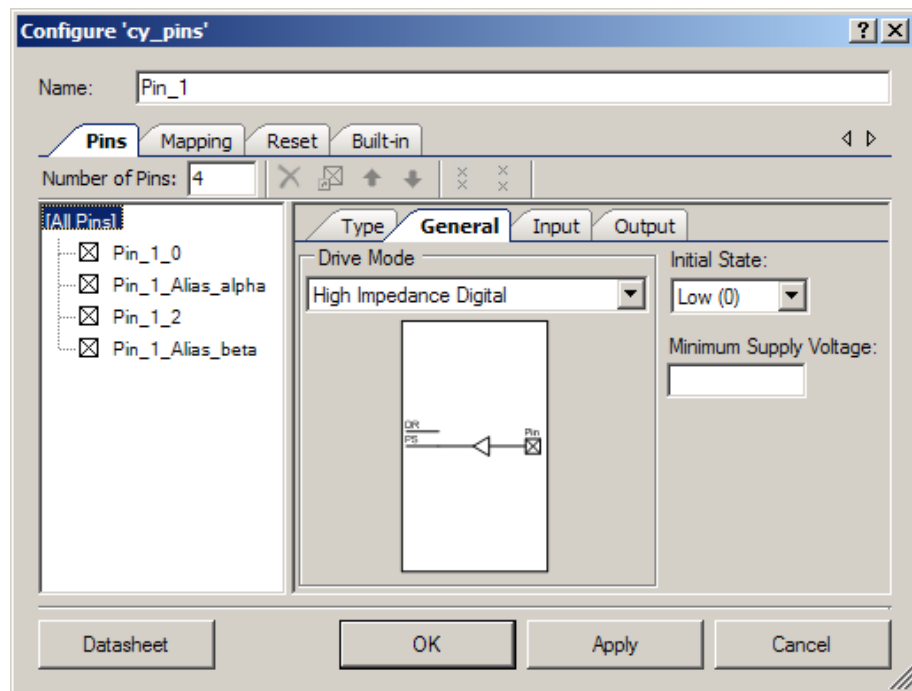 Configure 'cy_pins'
Name: Pin_1
Pins Mapping Reset Built-in
Number of Pins: 4
[All Pins]
Pin_1_0
Pin_1_Alias_alpha
Pin_1_2
Pin_1_Alias_beta
Type General Input Output
Drive Mode
High Impedance Digital
Initial State:
Low (0)
Minimum Supply Voltage:
DR
PS
Pin
Datasheet OK Apply Cancel